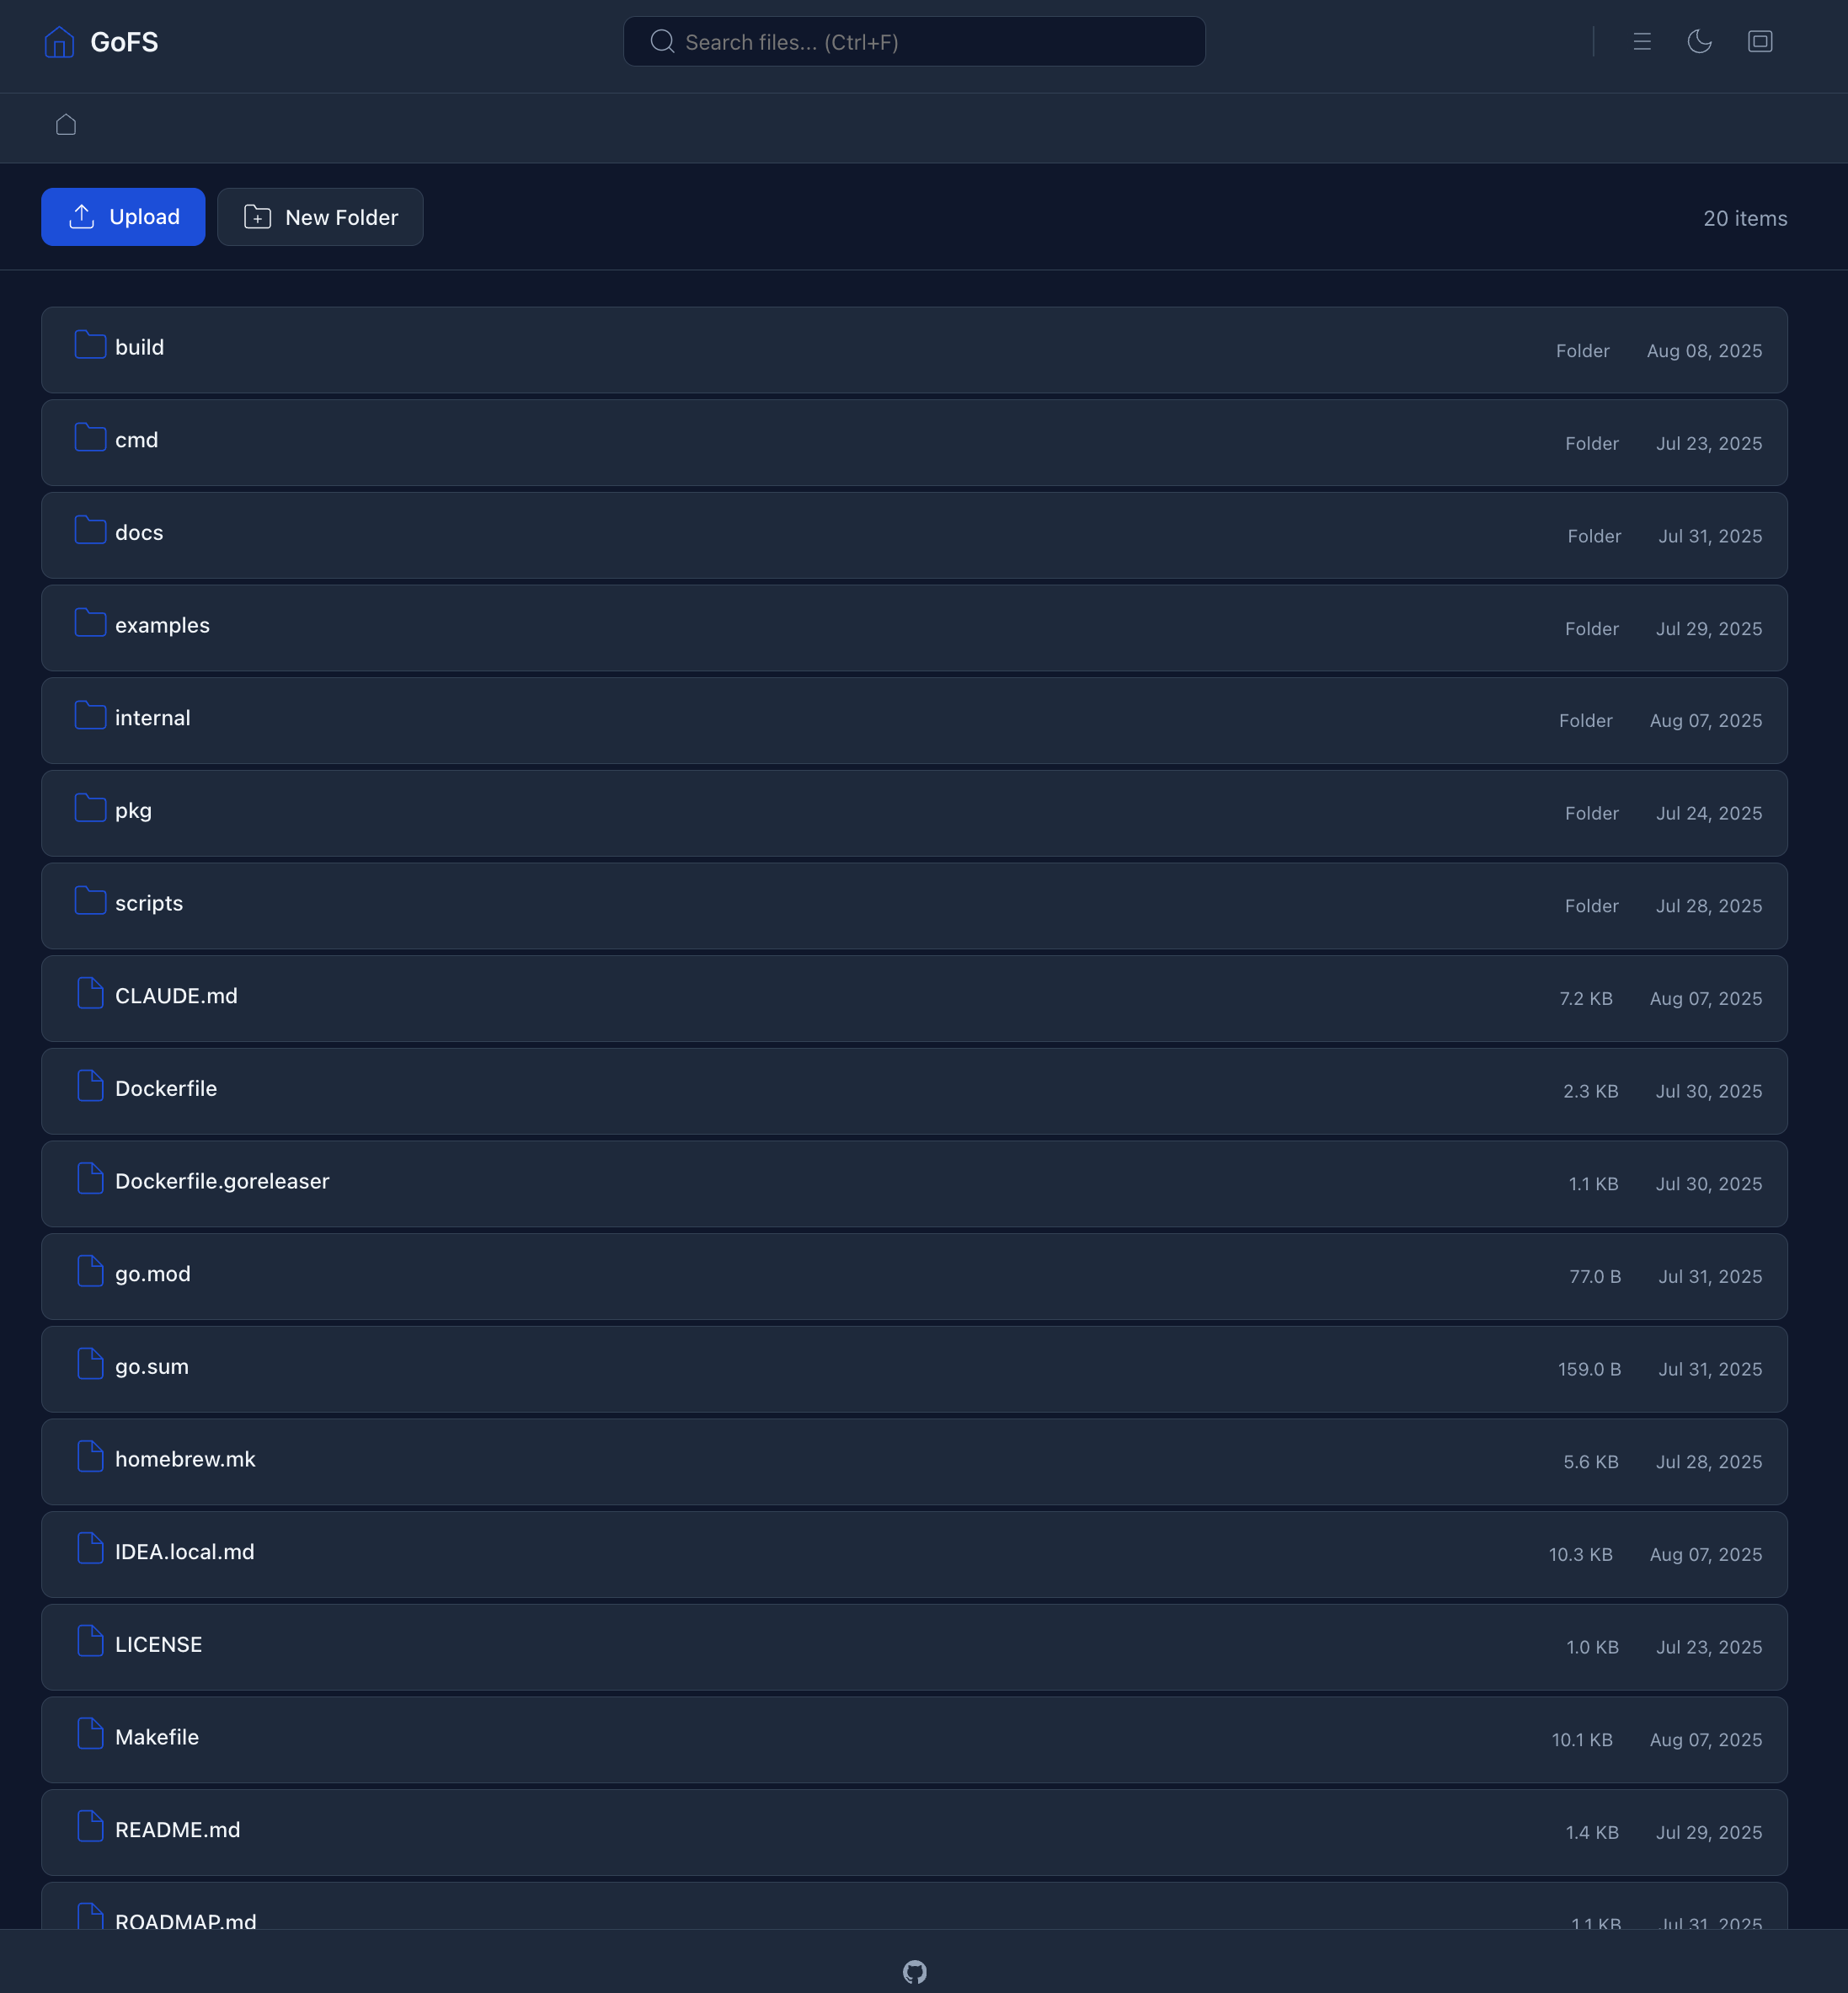 GoFS
Search files... (Ctrl+F)
Upload
New Folder
20 items
build Folder Aug 08, 2025
cmd Folder Jul 23, 2025
docs Folder Jul 31, 2025
examples Folder Jul 29, 2025
internal Folder Aug 07, 2025
pkg Folder Jul 24, 2025
scripts Folder Jul 28, 2025
CLAUDE.md 7.2 KB Aug 07, 2025
Dockerfile 2.3 KB Jul 30, 2025
Dockerfile.goreleaser 1.1 KB Jul 30, 2025
go.mod 77.0 B Jul 31, 2025
go.sum 159.0 B Jul 31, 2025
homebrew.mk 5.6 KB Jul 28, 2025
IDEA.local.md 10.3 KB Aug 07, 2025
LICENSE 1.0 KB Jul 23, 2025
Makefile 10.1 KB Aug 07, 2025
README.md 1.4 KB Jul 29, 2025
ROADMAP.md 1.1 KB Jul 31, 2025